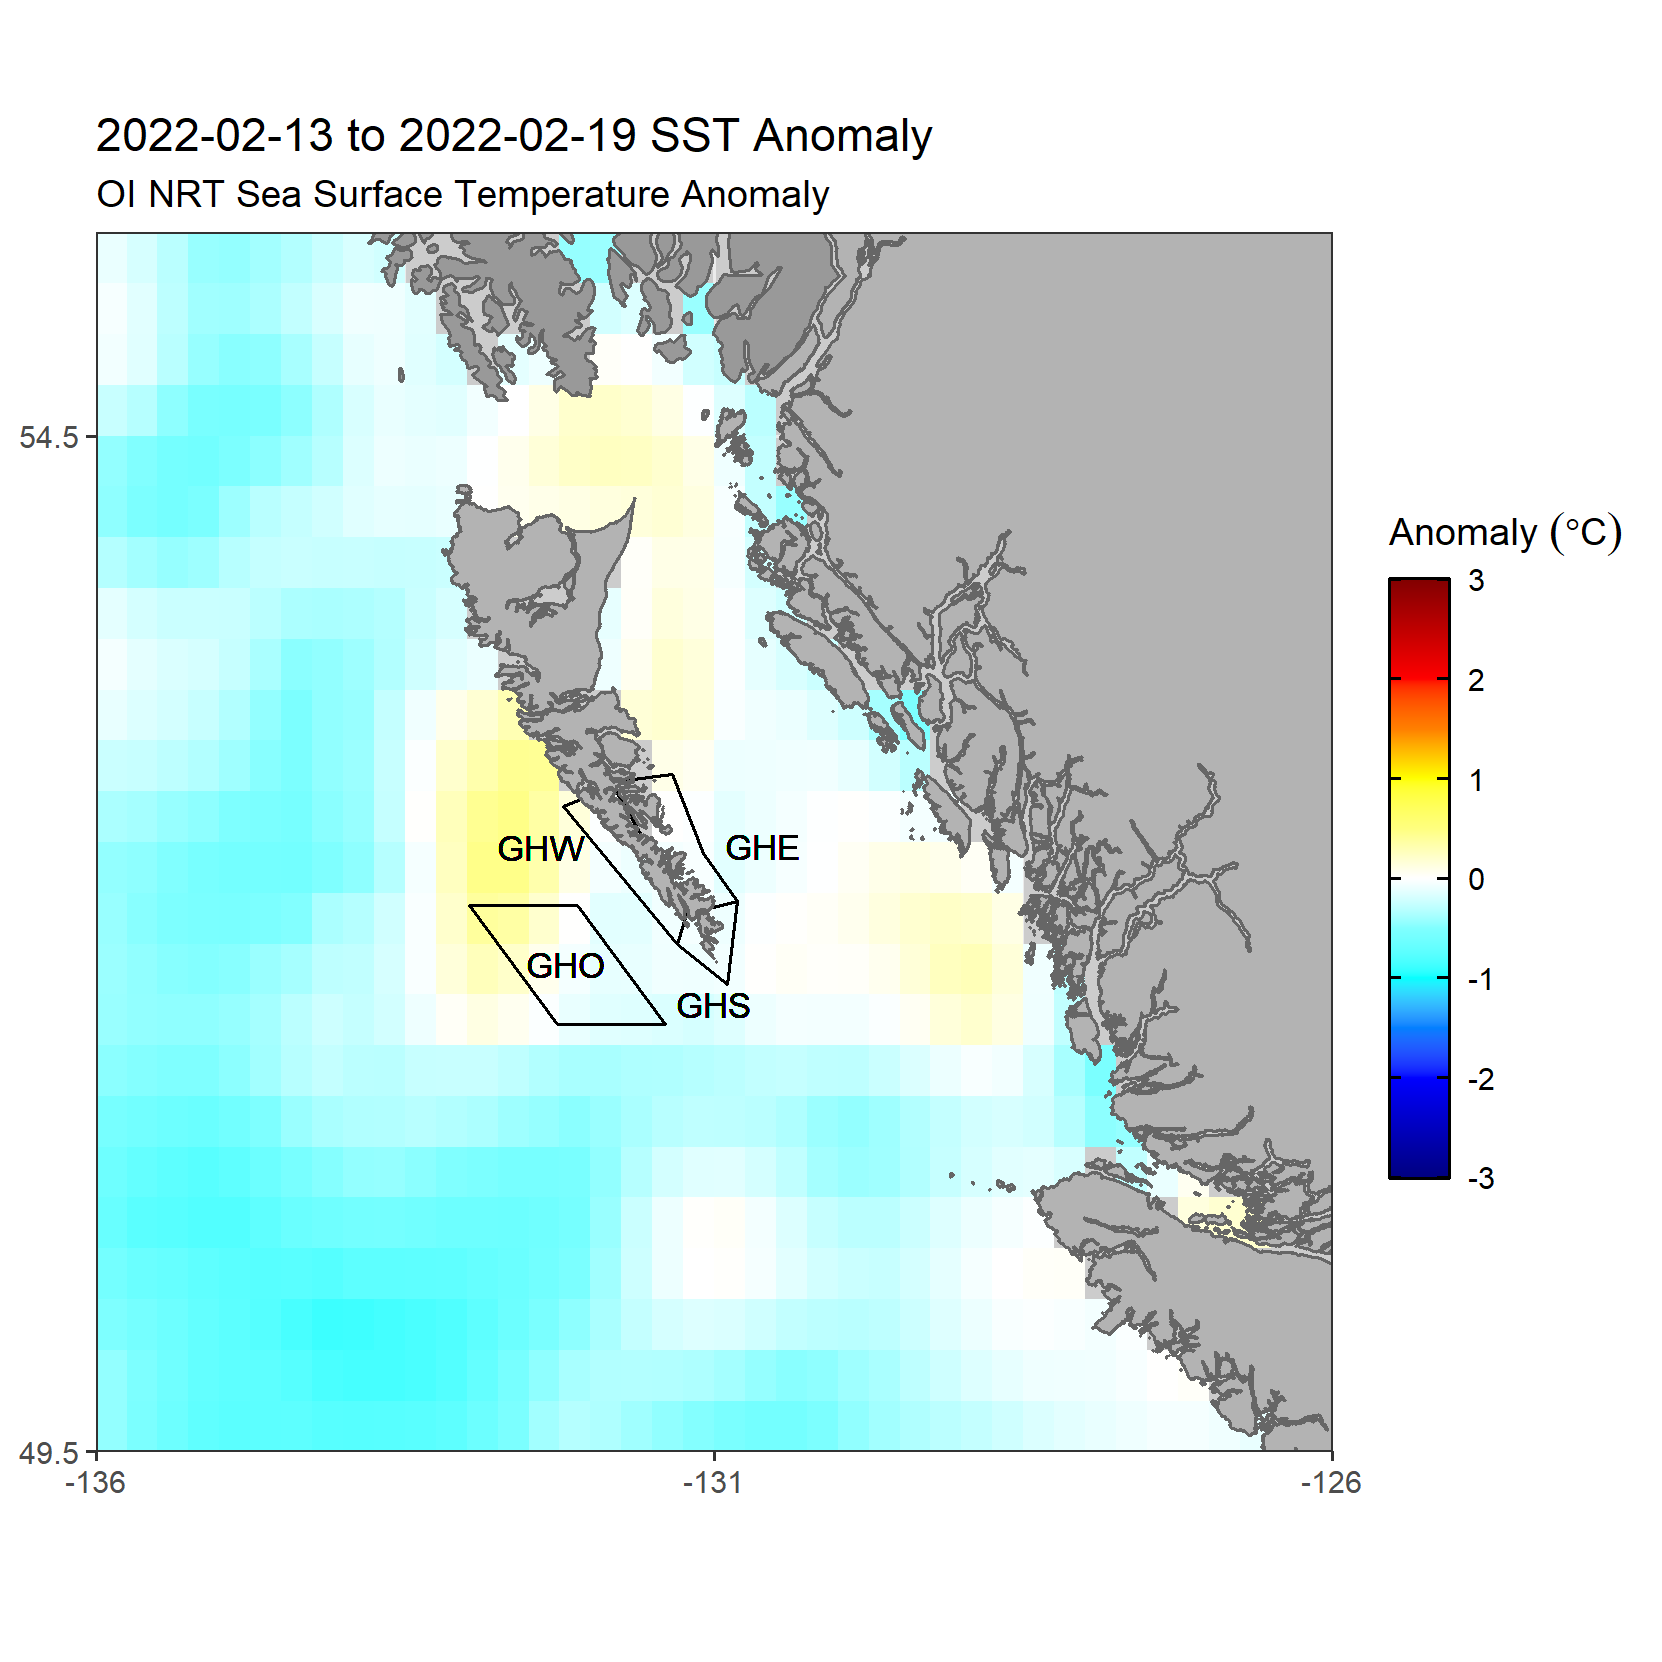 2022-02-13 to 2022-02-19 SST Anomaly
OI NRT Sea Surface Temperature Anomaly
54.5
49.5
-136
-131
-126
GHW
GHE
GHO
GHS
Anomaly (°C)
3
2
1
0
-1
-2
-3